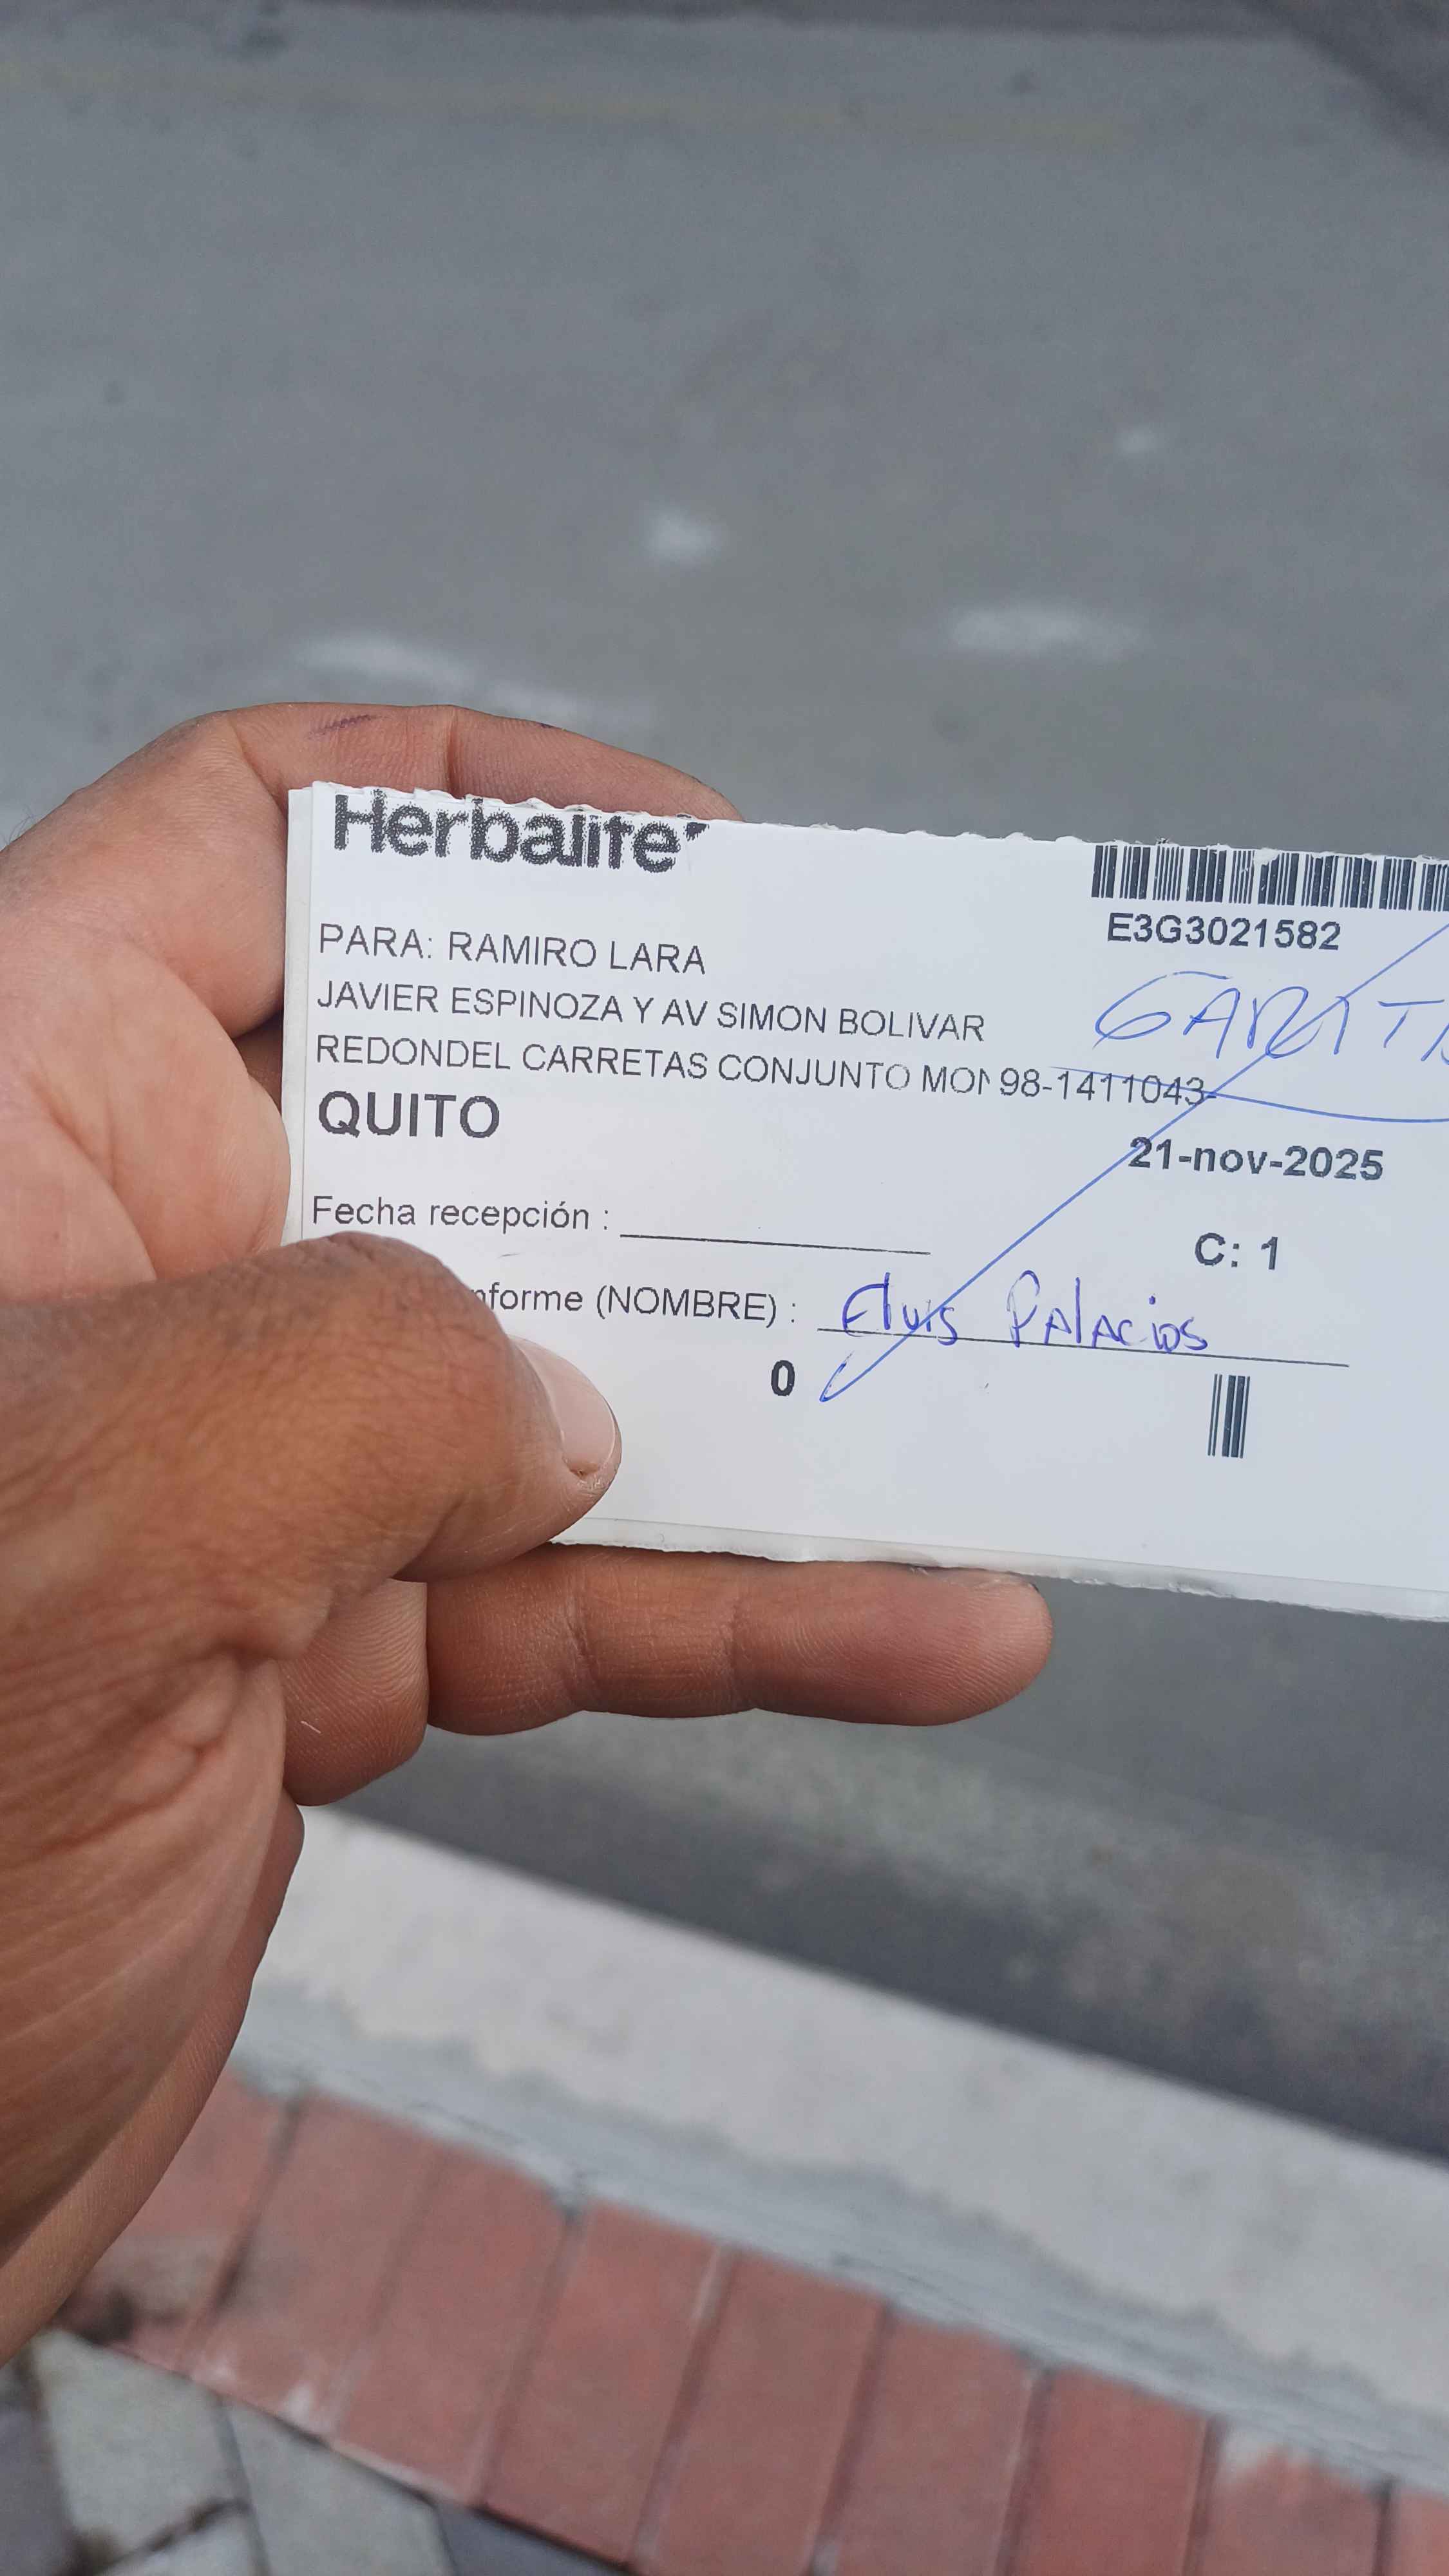 Herbalife
E3G3021582
PARA: RAMIRO LARA
JAVIER ESPINOZA Y AV SIMON BOLIVAR
REDONDEL CARRETAS CONJUNTO MON 98-1411043-
QUITO
21-nov-2025
Fecha recepción :
C: 1
nforme (NOMBRE) : Elvis Palacios
0